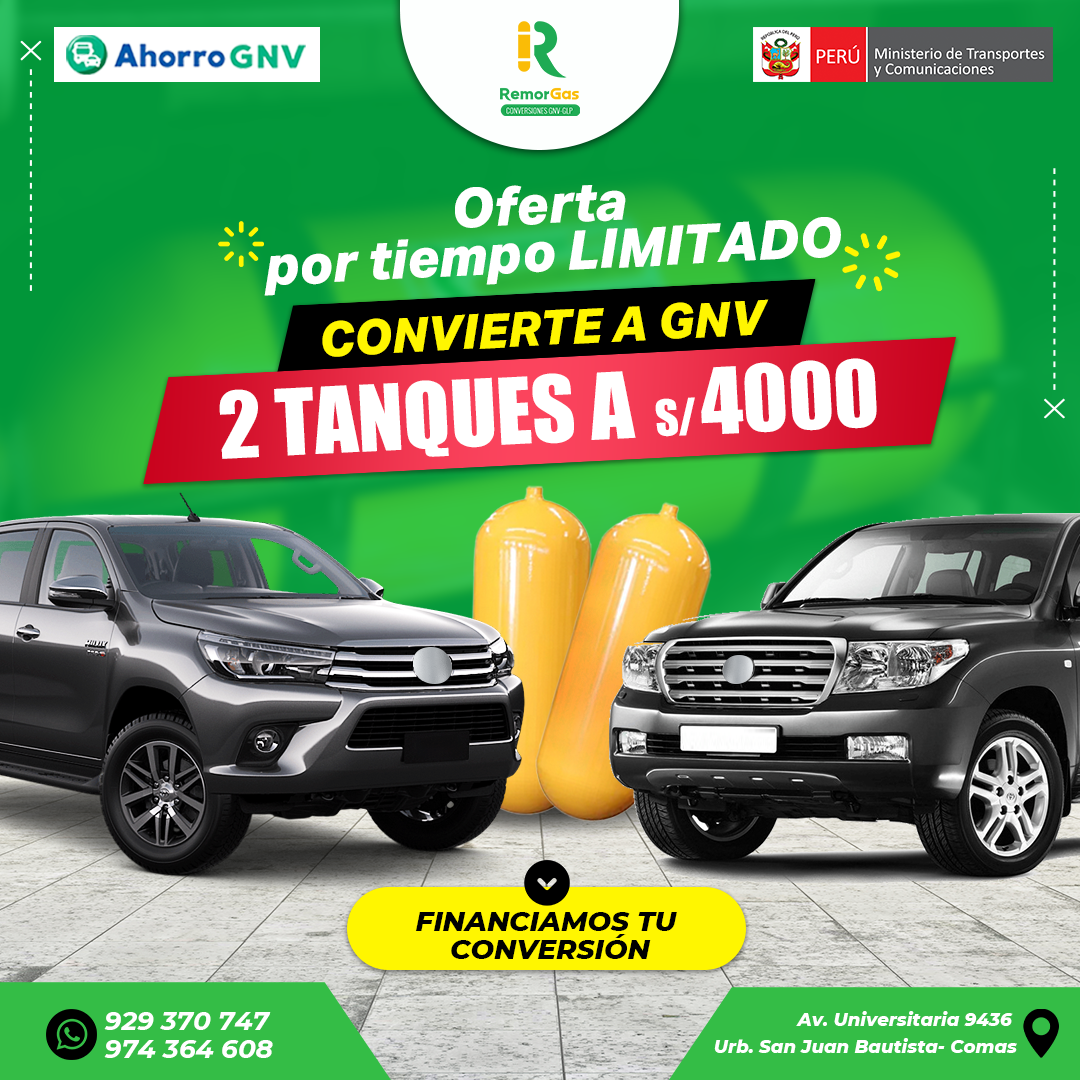 Ahorro GNV
RemorGas
CONVERSIONES GNV-GLP
REPÚBLICA DEL PERÚ
PERÚ
Ministerio de Transportes
y Comunicaciones
Oferta
por tiempo LIMITADO
CONVIERTE A GNV
2 TANQUES A S/4000
HILUX
FINANCIAMOS TU
CONVERSIÓN
929 370 747
974 364 608
Av. Universitaria 9436
Urb. San Juan Bautista- Comas